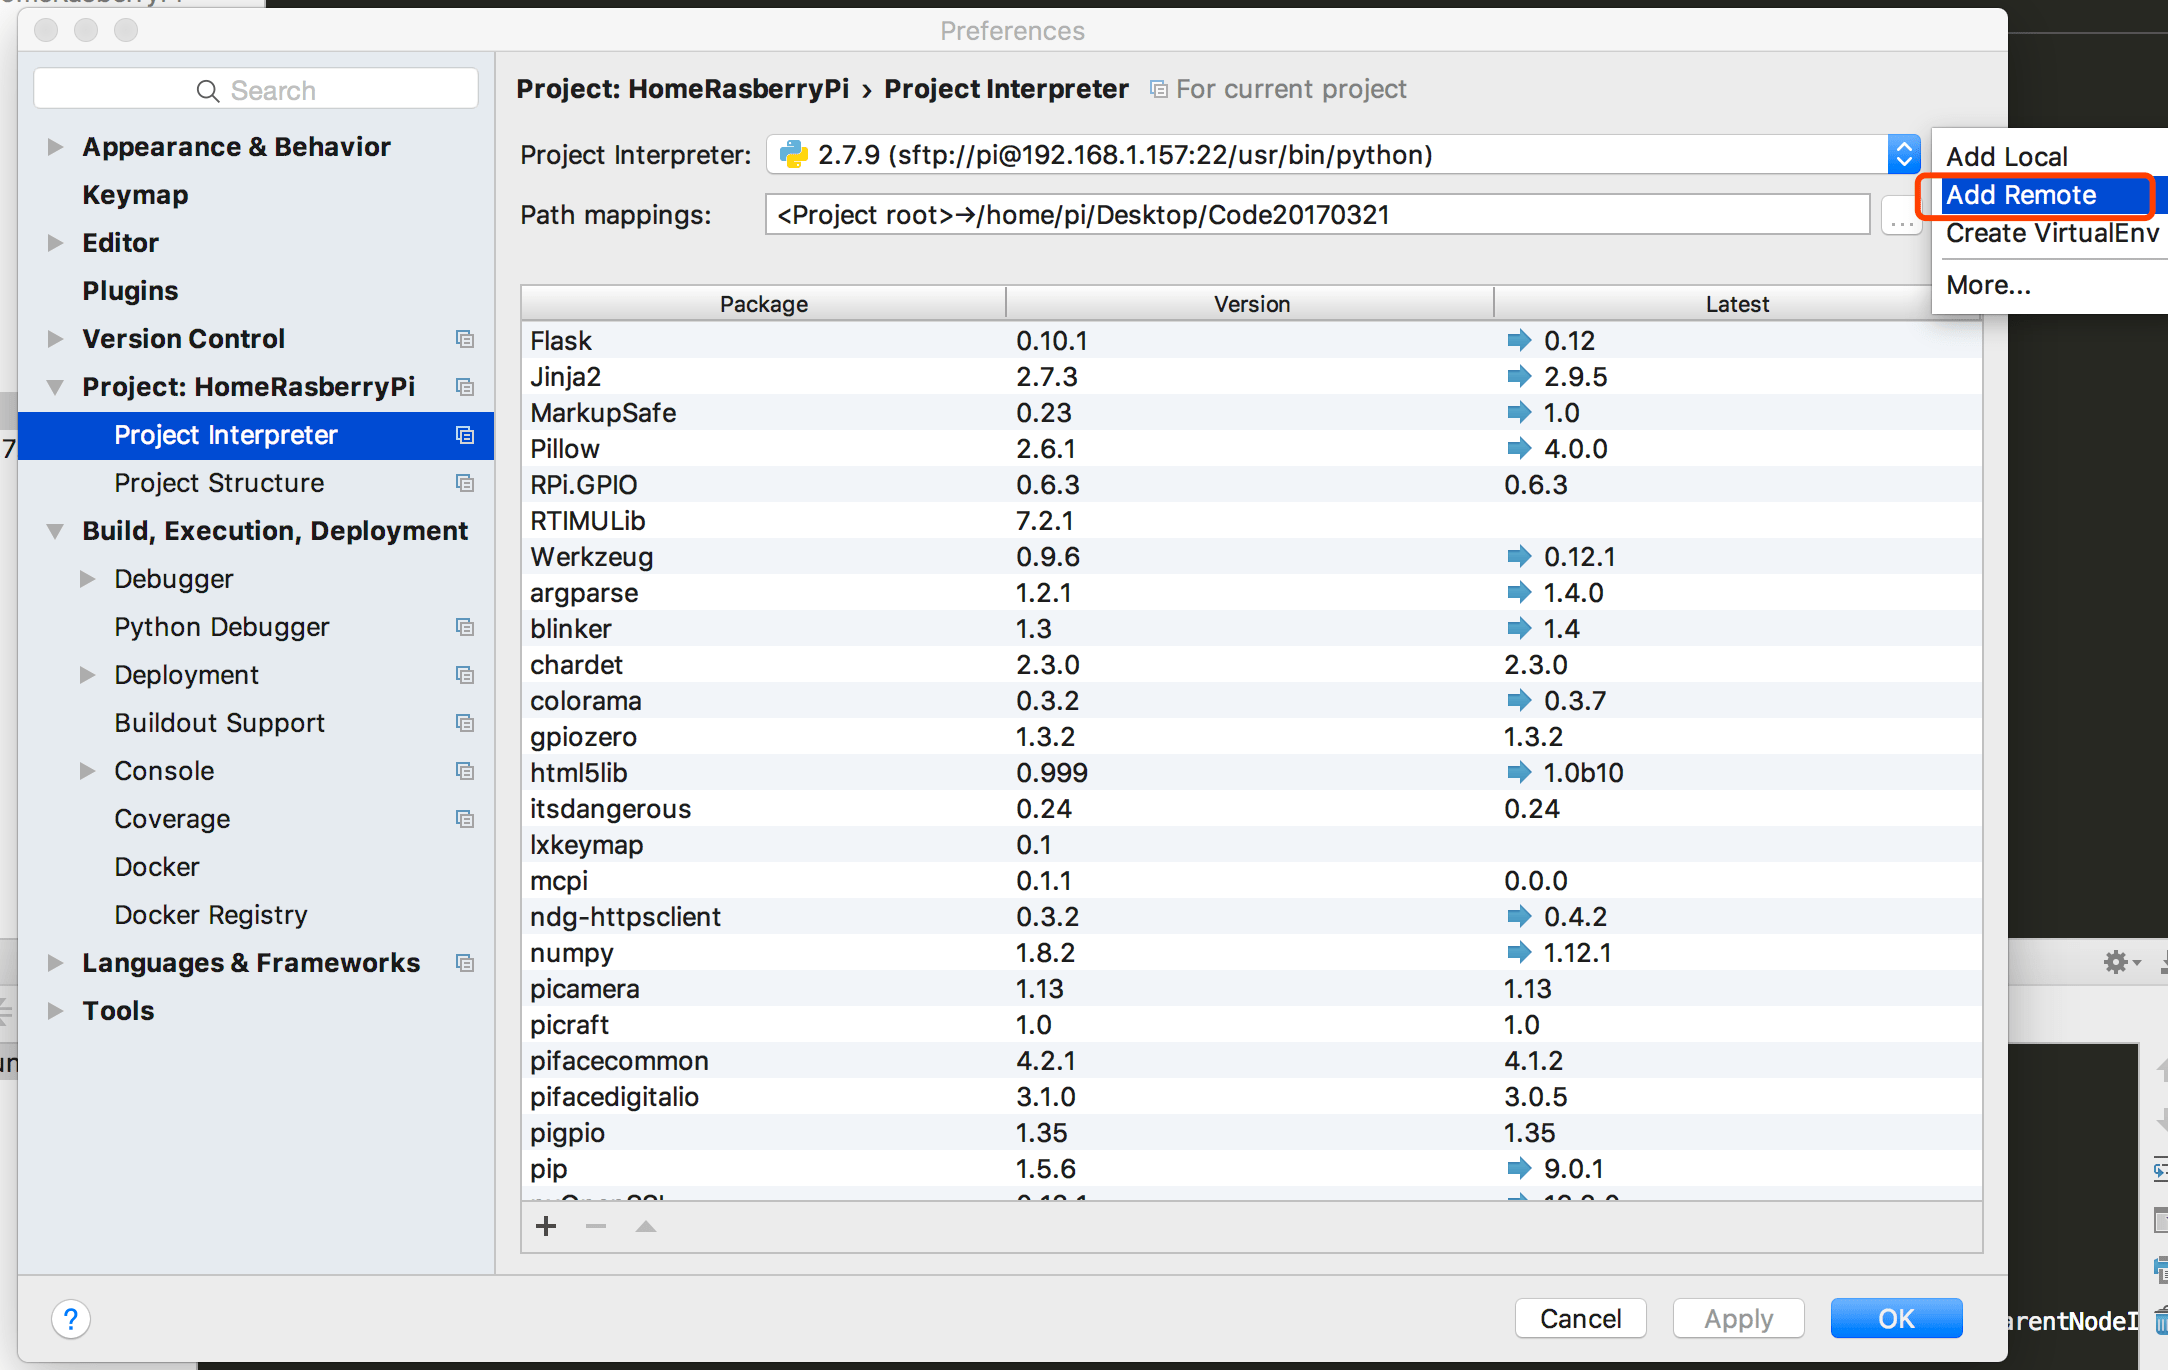 Preferences
Search
Appearance & Behavior
Keymap
Editor
Plugins
Version Control
Project: HomeRasberryPi
Project Interpreter
Project Structure
Build, Execution, Deployment
Debugger
Python Debugger
Deployment
Buildout Support
Console
Coverage
Docker
Docker Registry
Languages & Frameworks
Tools
Project: HomeRasberryPi › Project Interpreter For current project
Project Interpreter: 2.7.9 (sftp://pi@192.168.1.157:22/usr/bin/python)
Path mappings: <Project root>→/home/pi/Desktop/Code20170321
...
Add Local
Add Remote
Create VirtualEnv
More...
Package Version Latest
Flask 0.10.1 0.12
Jinja2 2.7.3 2.9.5
MarkupSafe 0.23 1.0
Pillow 2.6.1 4.0.0
RPi.GPIO 0.6.3 0.6.3
RTIMULib 7.2.1
Werkzeug 0.9.6 0.12.1
argparse 1.2.1 1.4.0
blinker 1.3 1.4
chardet 2.3.0 2.3.0
colorama 0.3.2 0.3.7
gpiozero 1.3.2 1.3.2
html5lib 0.999 1.0b10
itsdangerous 0.24 0.24
lxkeymap 0.1
mcpi 0.1.1 0.0.0
ndg-httpsclient 0.3.2 0.4.2
numpy 1.8.2 1.12.1
picamera 1.13 1.13
picraft 1.0 1.0
pifacecommon 4.2.1 4.1.2
pifacedigitalio 3.1.0 3.0.5
pigpio 1.35 1.35
pip 1.5.6 9.0.1
?
Cancel Apply OK
arentNodeI